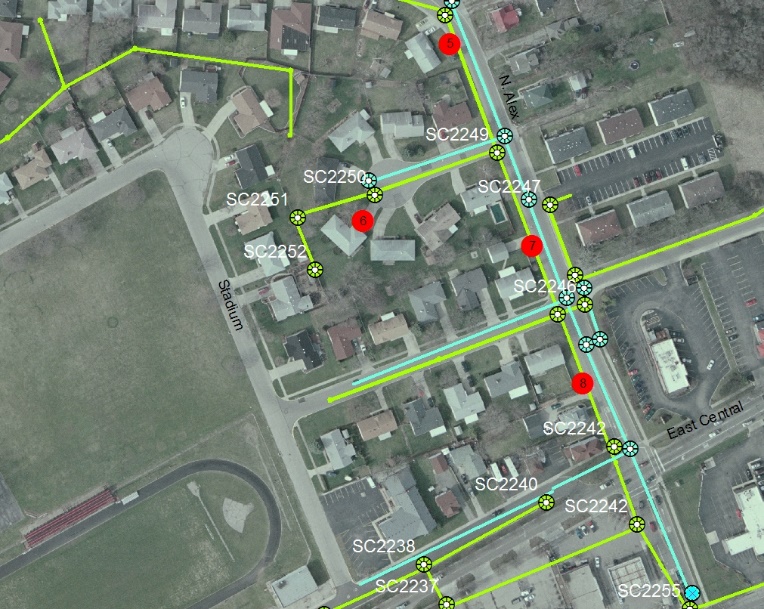 5
N. Alex
SC2249
SC2250
SC2247
SC2251
6
7
SC2252
SC2246
Stadium
8
East Central
SC2242
SC2240
SC2242
SC2238
SC2237
SC2255